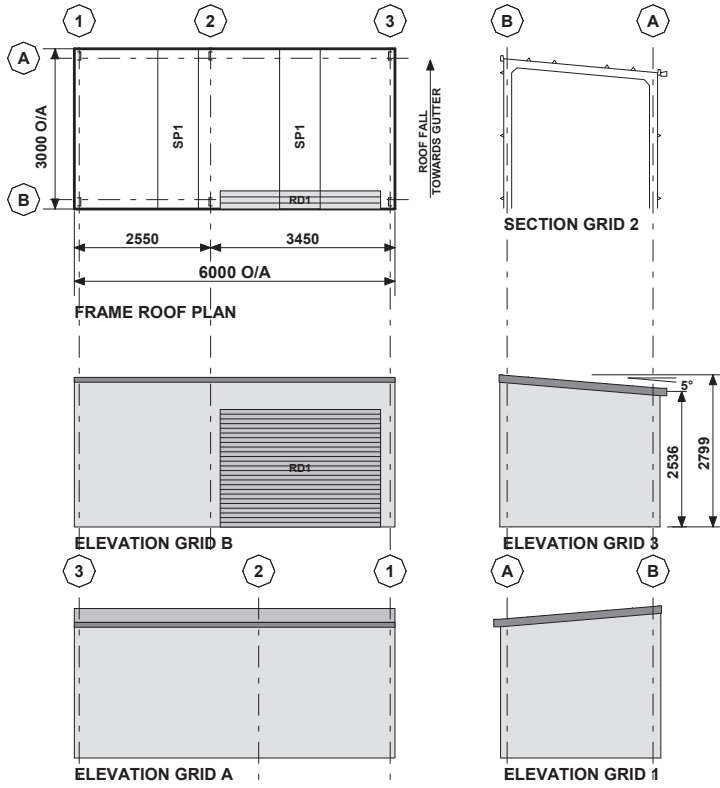 1 2 3
A
3000 O/A
SP1
SP1
B
RD1
ROOF FALL
TOWARDS GUTTER
2550 3450
6000 O/A
FRAME ROOF PLAN
B A
SECTION GRID 2
RD1
ELEVATION GRID B
5°
2536
2799
ELEVATION GRID 3
3 2 1
ELEVATION GRID A
A B
ELEVATION GRID 1